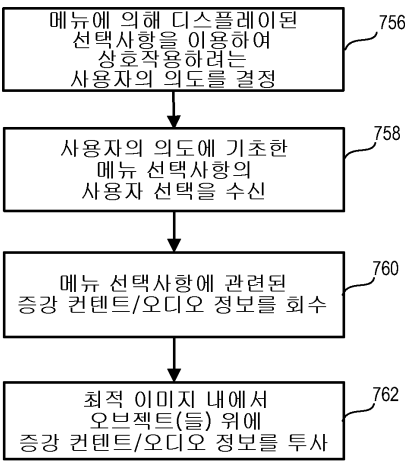 메뉴에 의해 디스플레이된
선택사항을 이용하여
상호작용하려는
사용자의 의도를 결정
756
사용자의 의도에 기초한
메뉴 선택사항의
사용자 선택을 수신
758
메뉴 선택사항에 관련된
증강 컨텐트/오디오 정보를 회수
760
최적 이미지 내에서
오브젝트(들) 위에
증강 컨텐트/오디오 정보를 투사
762